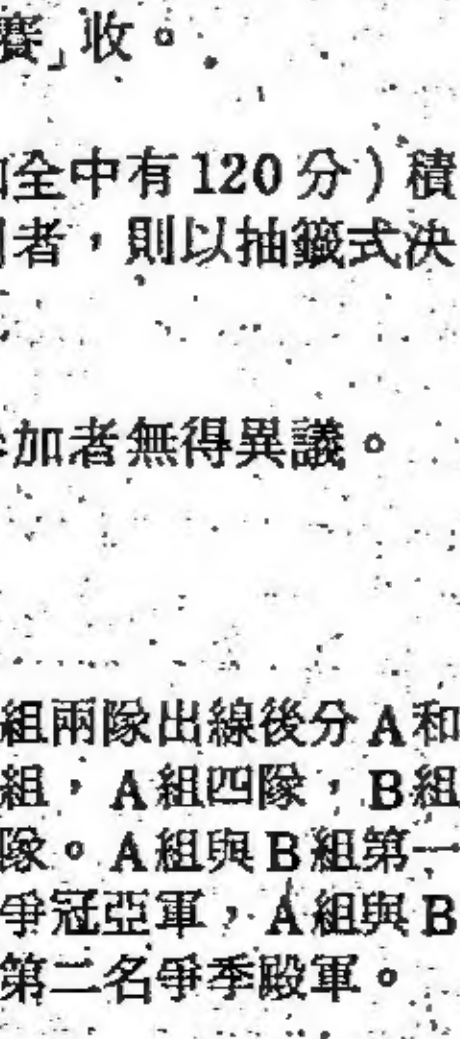 賽」收。
全中有120分）積
者，則以抽籤式決
加者無得異議。
組兩隊出線後分A和
組，A組四隊，B組
隊。A組與B組第一
爭冠亞軍，A組與B
第二名爭季殿軍。